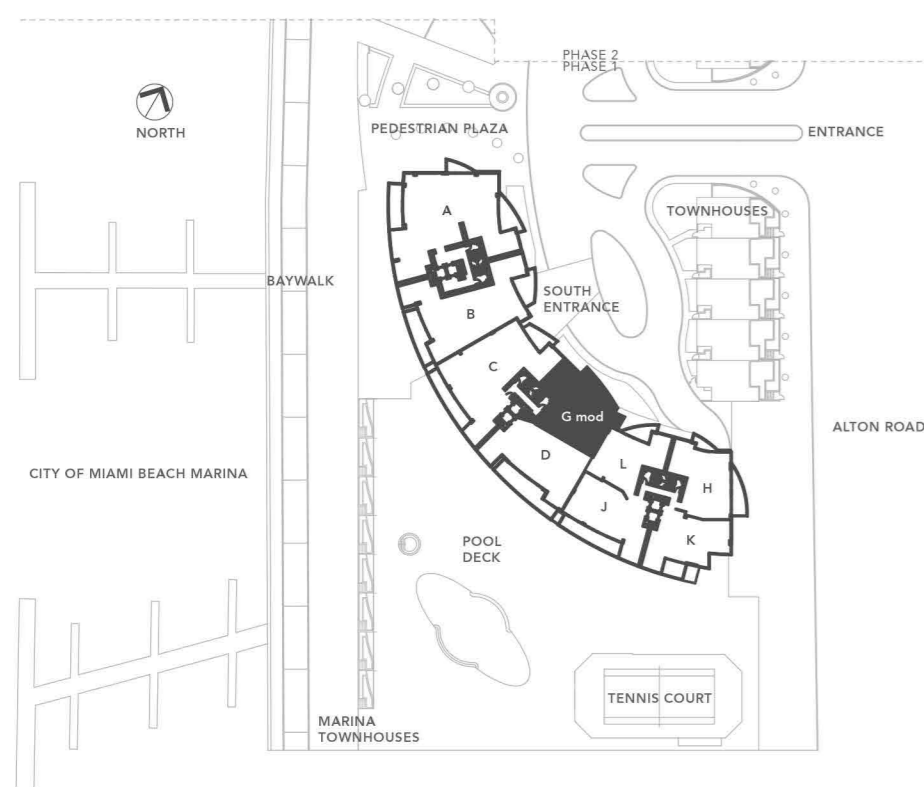 PHASE 2
PHASE 1
NORTH
PEDESTRIAN PLAZA
ENTRANCE
A
TOWNHOUSES
BAYWALK
SOUTH
ENTRANCE
B
C
G mod
ALTON ROAD
D
L
H
CITY OF MIAMI BEACH MARINA
J
K
POOL
DECK
TENNIS COURT
MARINA
TOWNHOUSES